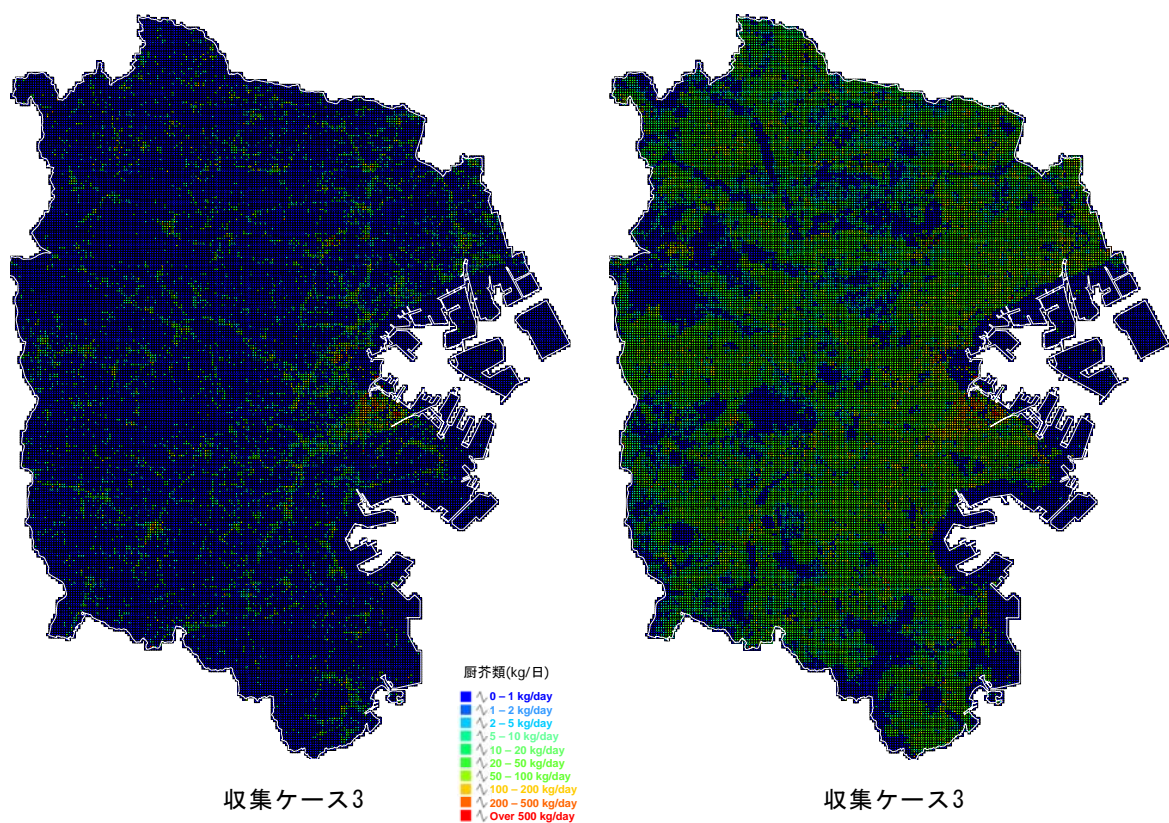 厨芥類(kg/日)
0 – 1 kg/day
1 – 2 kg/day
2 – 5 kg/day
5 – 10 kg/day
10 – 20 kg/day
20 – 50 kg/day
50 – 100 kg/day
100 – 200 kg/day
200 – 500 kg/day
Over 500 kg/day
収集ケース3
収集ケース3